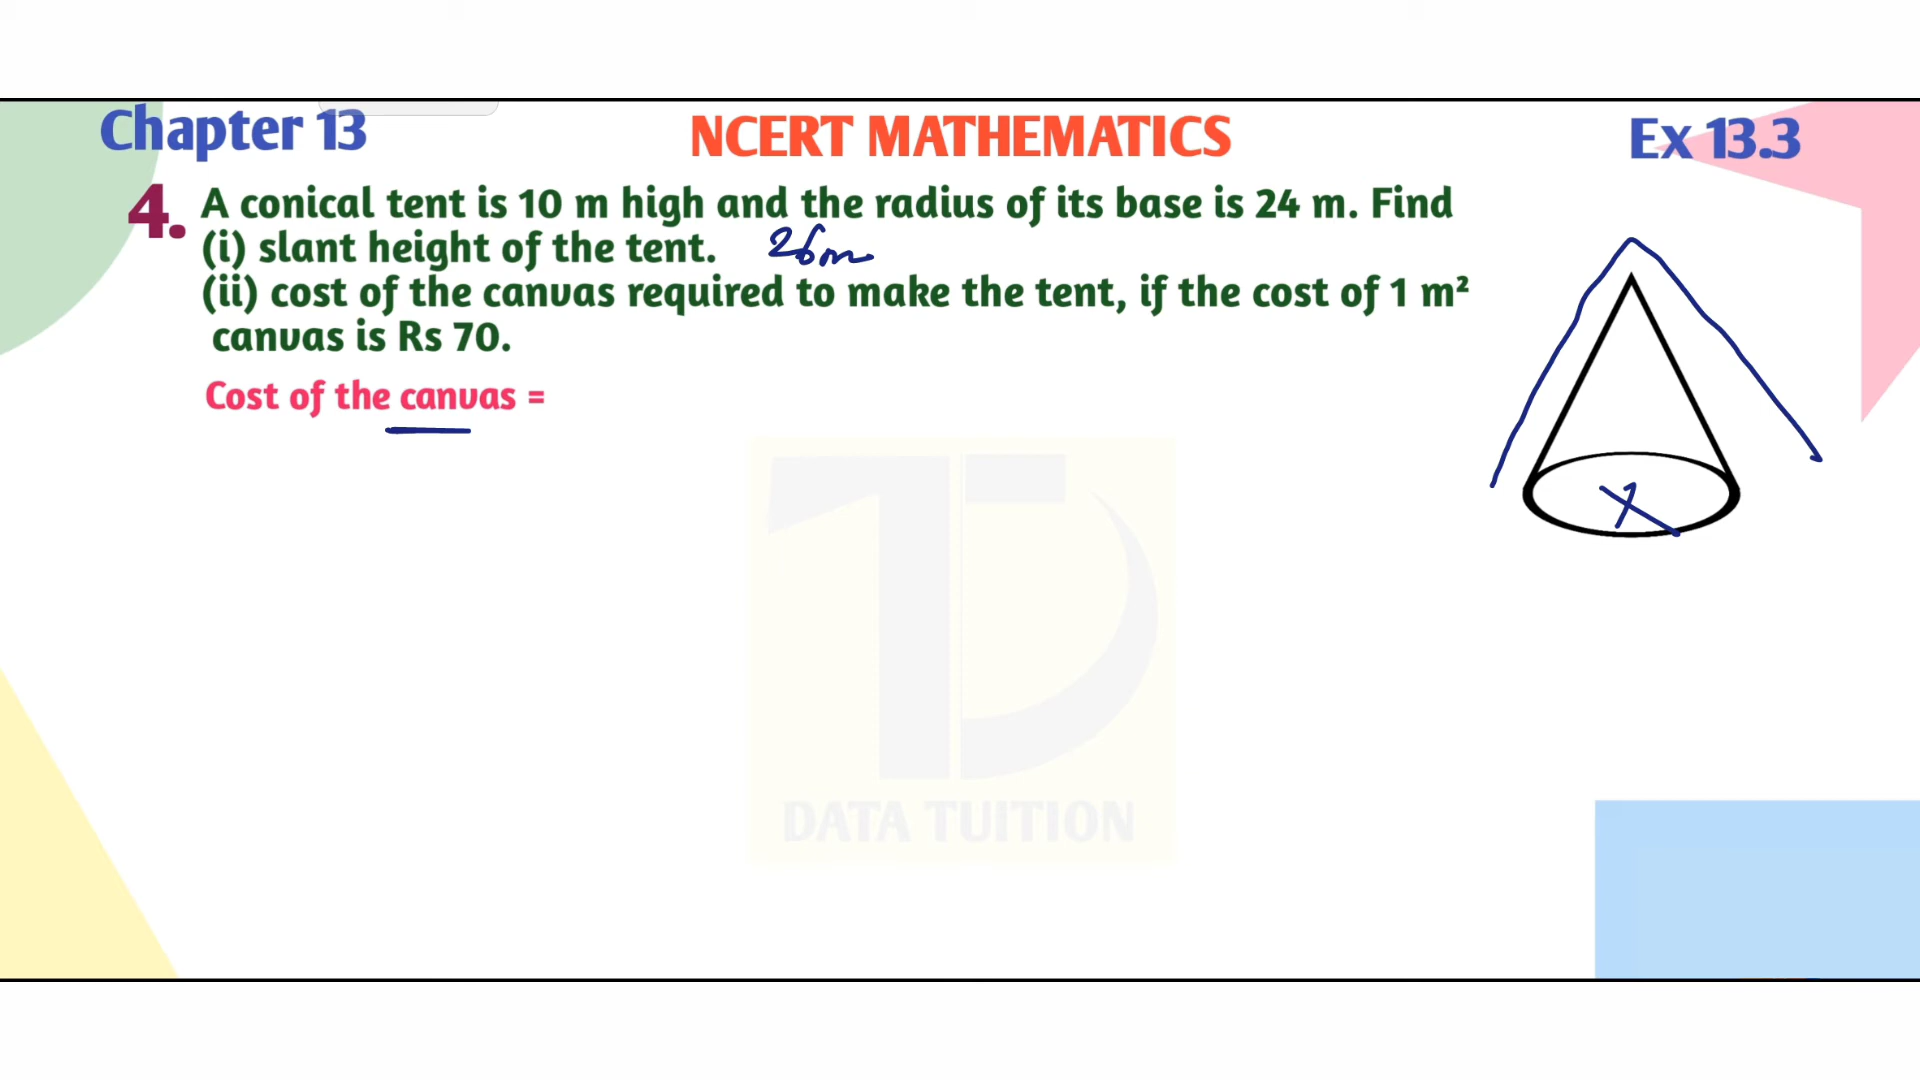 Chapter 13
NCERT MATHEMATICS
Ex 13.3
4. A conical tent is 10 m high and the radius of its base is 24 m. Find
(i) slant height of the tent. 26m
(ii) cost of the canvas required to make the tent, if the cost of 1 m²
canvas is Rs 70.
Cost of the canvas =
DATA TUITION